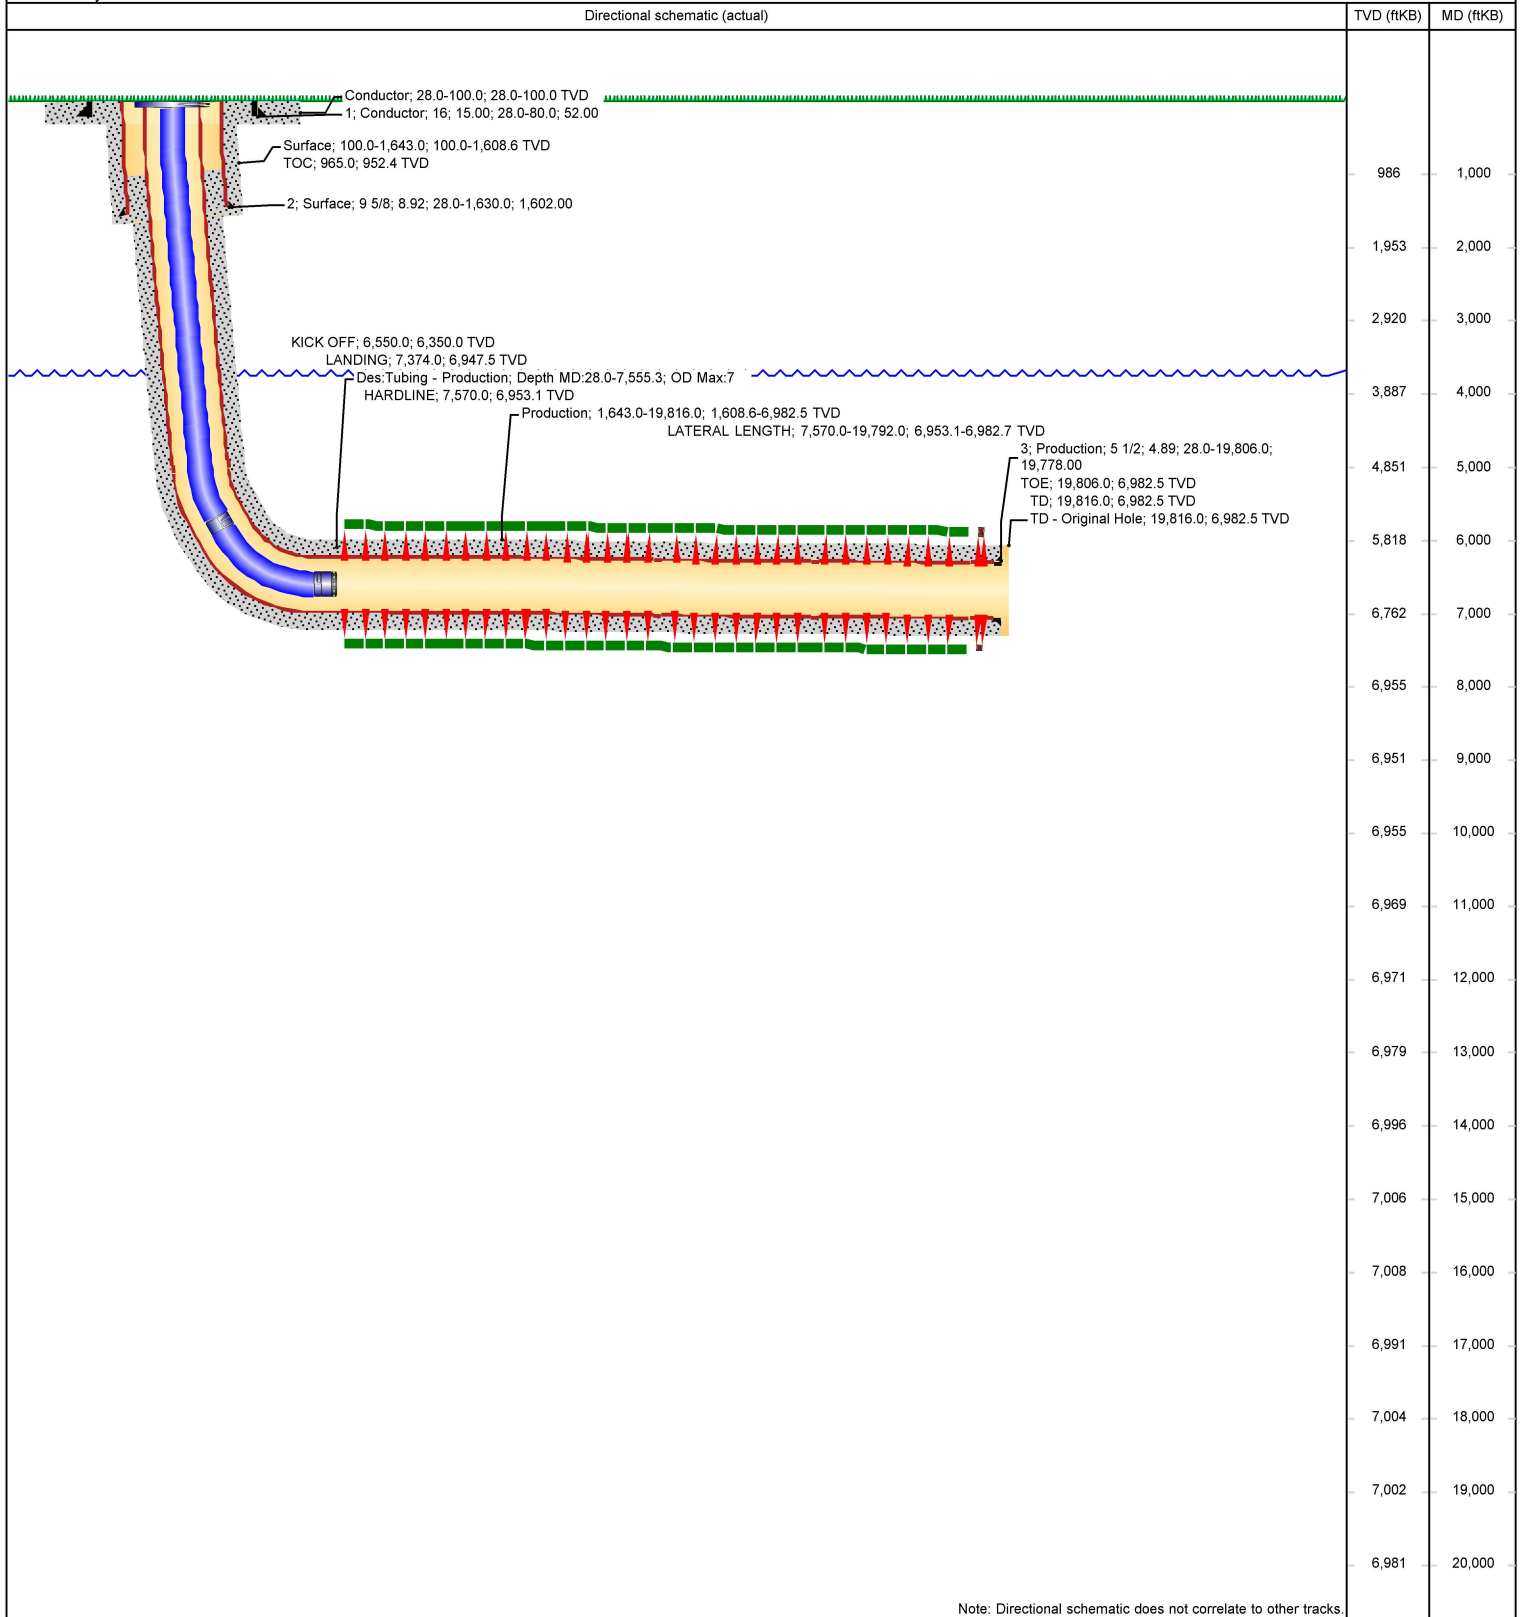 Directional schematic (actual)
TVD (ftKB)
MD (ftKB)
Conductor; 28.0-100.0; 28.0-100.0 TVD
1; Conductor; 16; 15.00; 28.0-80.0; 52.00
Surface; 100.0-1,643.0; 100.0-1,608.6 TVD
TOC; 965.0; 952.4 TVD
2; Surface; 9 5/8; 8.92; 28.0-1,630.0; 1,602.00
KICK OFF; 6,550.0; 6,350.0 TVD
LANDING; 7,374.0; 6,947.5 TVD
Des:Tubing - Production; Depth MD:28.0-7,555.3; OD Max:7
HARDLINE; 7,570.0; 6,953.1 TVD
Production; 1,643.0-19,816.0; 1,608.6-6,982.5 TVD
LATERAL LENGTH; 7,570.0-19,792.0; 6,953.1-6,982.7 TVD
3; Production; 5 1/2; 4.89; 28.0-19,806.0;
19,778.00
TOE; 19,806.0; 6,982.5 TVD
TD; 19,816.0; 6,982.5 TVD
TD - Original Hole; 19,816.0; 6,982.5 TVD
986 1,000
1,953 2,000
2,920 3,000
3,887 4,000
4,851 5,000
5,818 6,000
6,762 7,000
6,955 8,000
6,951 9,000
6,955 10,000
6,969 11,000
6,971 12,000
6,979 13,000
6,996 14,000
7,006 15,000
7,008 16,000
6,991 17,000
7,004 18,000
7,002 19,000
6,981 20,000
Note: Directional schematic does not correlate to other tracks.